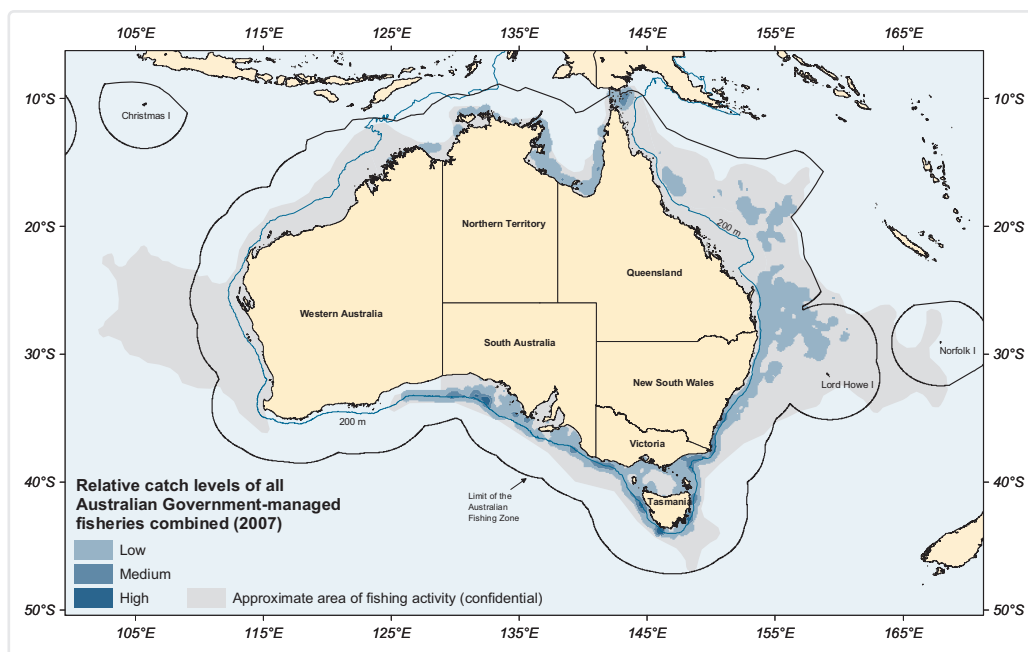 105°E 115°E 125°E 135°E 145°E 155°E 165°E
10°S 10°S
Christmas I
20°S 20°S
Northern Territory
200 m
Queensland
Western Australia
30°S 30°S
South Australia
Norfolk I
New South Wales
Lord Howe I
200 m
Victoria
40°S 40°S
Tasmania
Limit of the
Australian
Fishing Zone
Relative catch levels of all
Australian Government-managed
fisheries combined (2007)
Low
Medium
High
Approximate area of fishing activity (confidential)
50°S 50°S
105°E 115°E 125°E 135°E 145°E 155°E 165°E